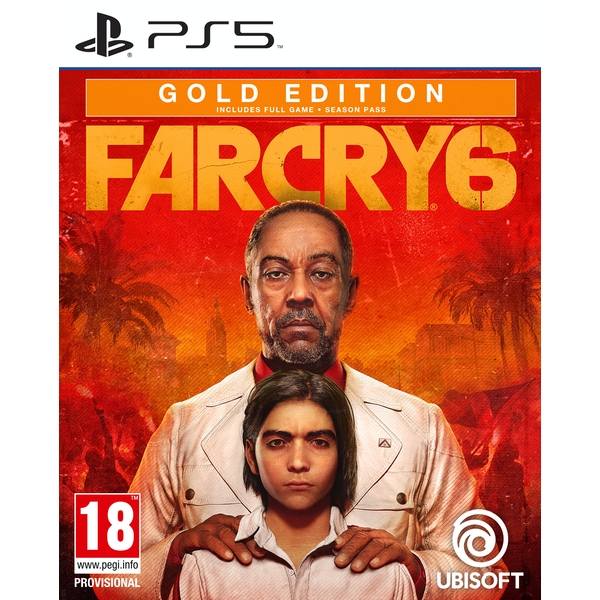 PS5
GOLD EDITION
INCLUDES FULL GAME • SEASON PASS
FARCRY6
18
www.pegi.info
PROVISIONAL
UBISOFT